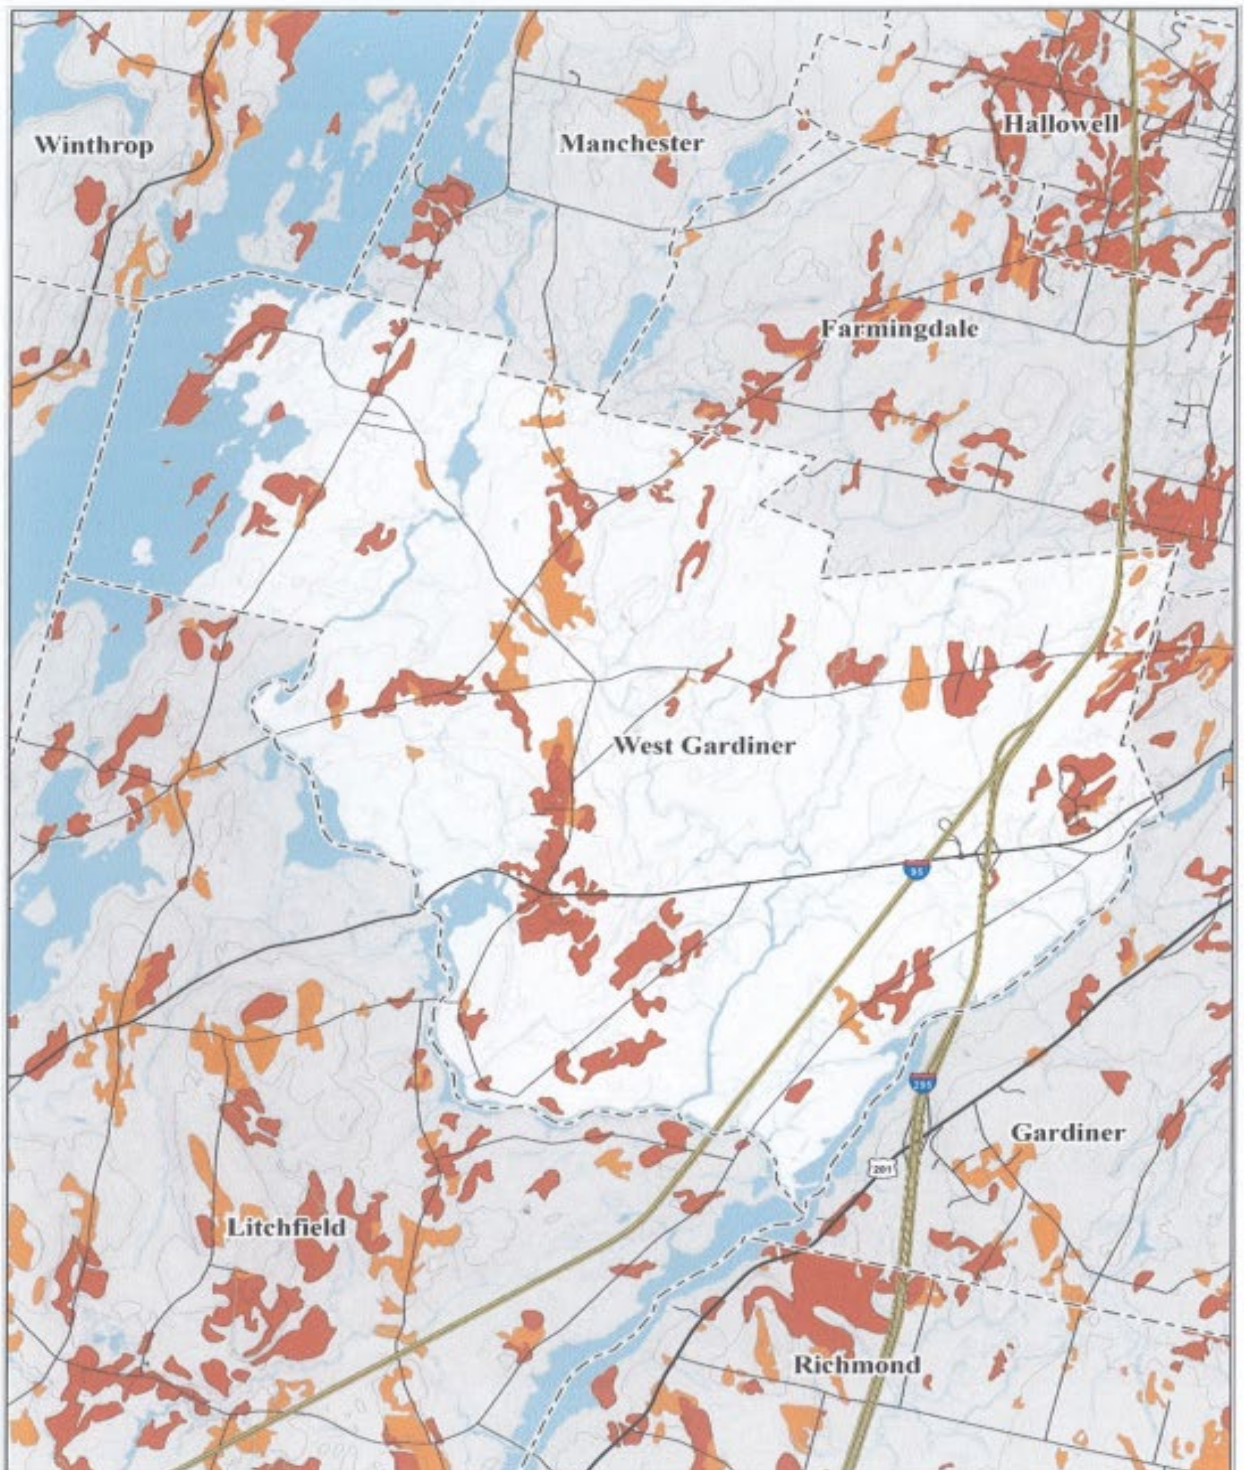 Winthrop
Manchester
Hallowell
Farmingdale
West Gardiner
95
295
Gardiner
201
Litchfield
Richmond